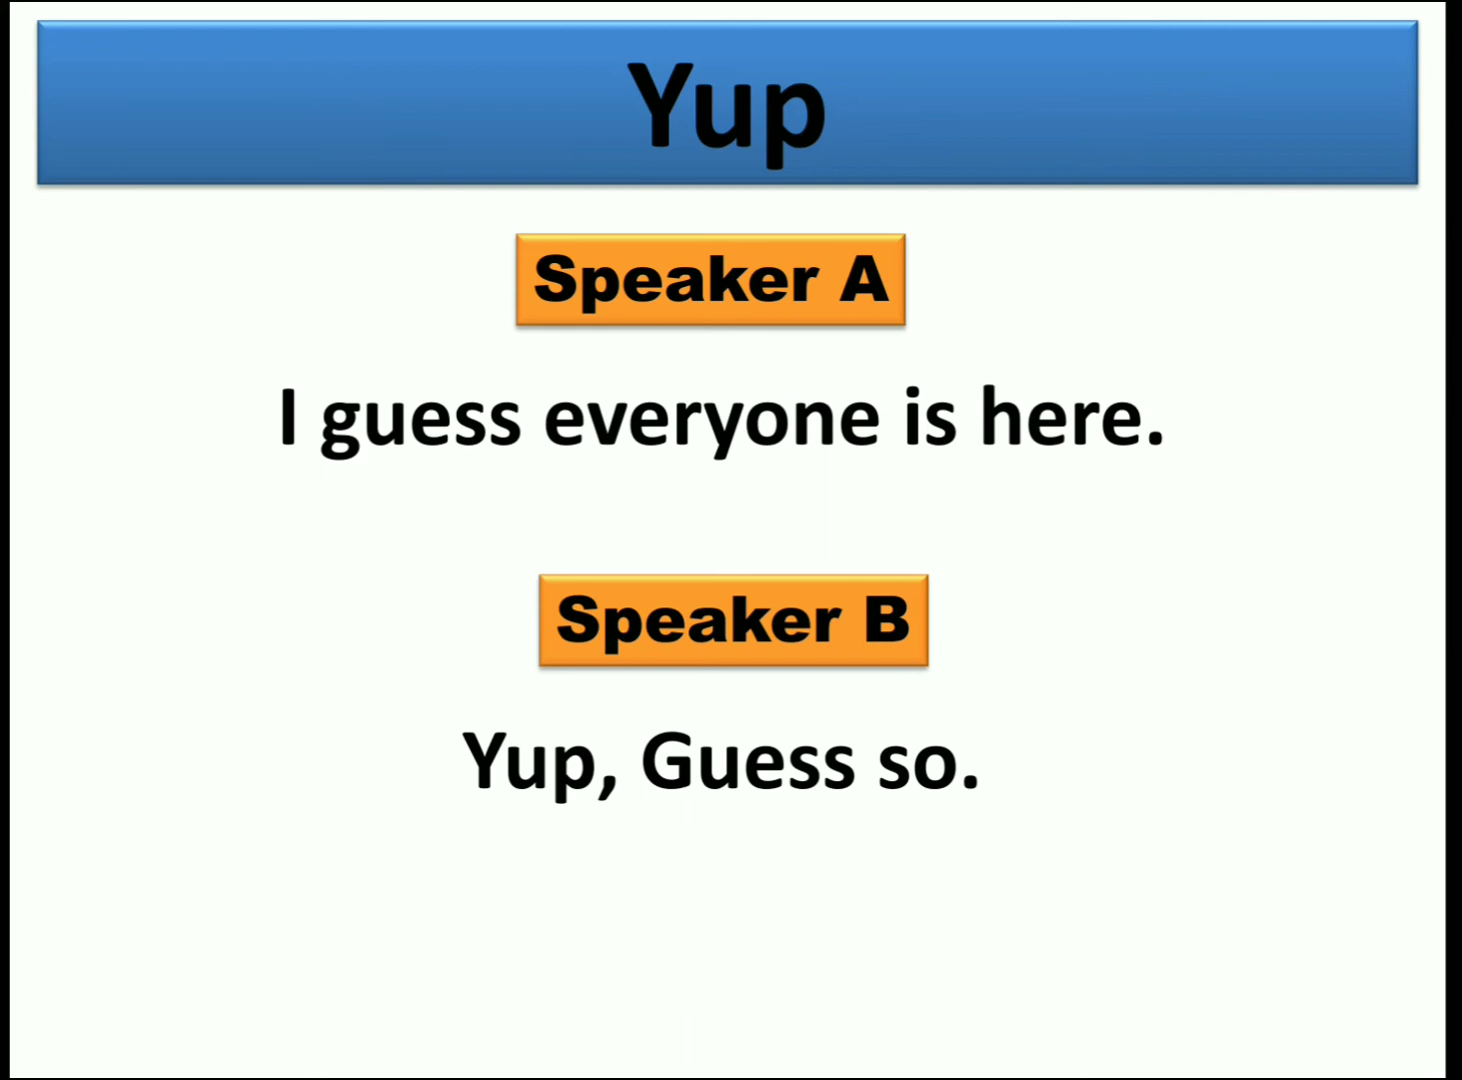 Yup
Speaker A
I guess everyone is here.
Speaker B
Yup, Guess so.